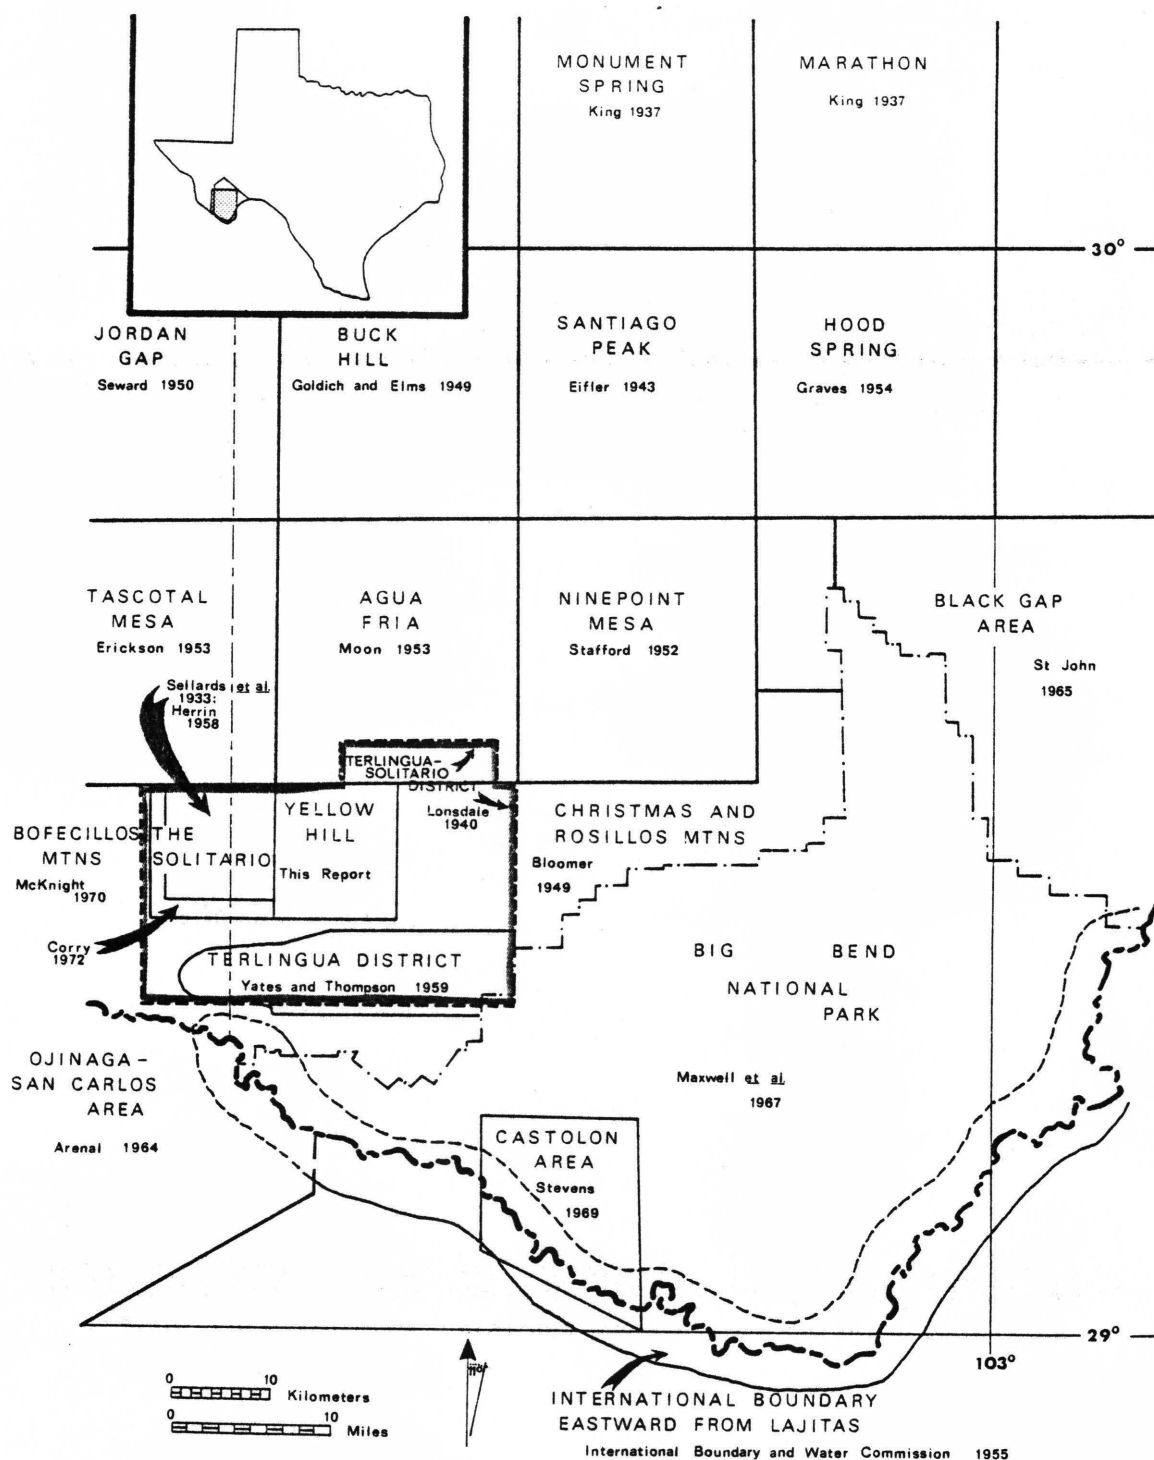 MONUMENT
SPRING
King 1937
MARATHON
King 1937
30°
JORDAN
GAP
Seward 1950
BUCK
HILL
Goldich and Elms 1949
SANTIAGO
PEAK
Eifler 1943
HOOD
SPRING
Graves 1954
TASCOTAL
MESA
Erickson 1953
AGUA
FRIA
Moon 1953
NINEPOINT
MESA
Stafford 1952
BLACK GAP
AREA
St John
1965
Sellards et al
1933;
Herrin
1958
TERLINGUA-
SOLITARIO
DISTRICT
Lonsdale
1940
BOFECILLOS
MTNS
McKnight
1970
THE
SOLITARIO
YELLOW
HILL
This Report
CHRISTMAS AND
ROSILLOS MTNS
Bloomer
1949
Corry
1972
TERLINGUA DISTRICT
Yates and Thompson 1959
BIG BEND
NATIONAL
PARK
Maxwell et al
1967
OJINAGA-
SAN CARLOS
AREA
Arenal 1964
CASTOLON
AREA
Stevens
1969
29°
103°
0 10
Kilometers
0 10
Miles
INTERNATIONAL BOUNDARY
EASTWARD FROM LAJITAS
International Boundary and Water Commission 1955